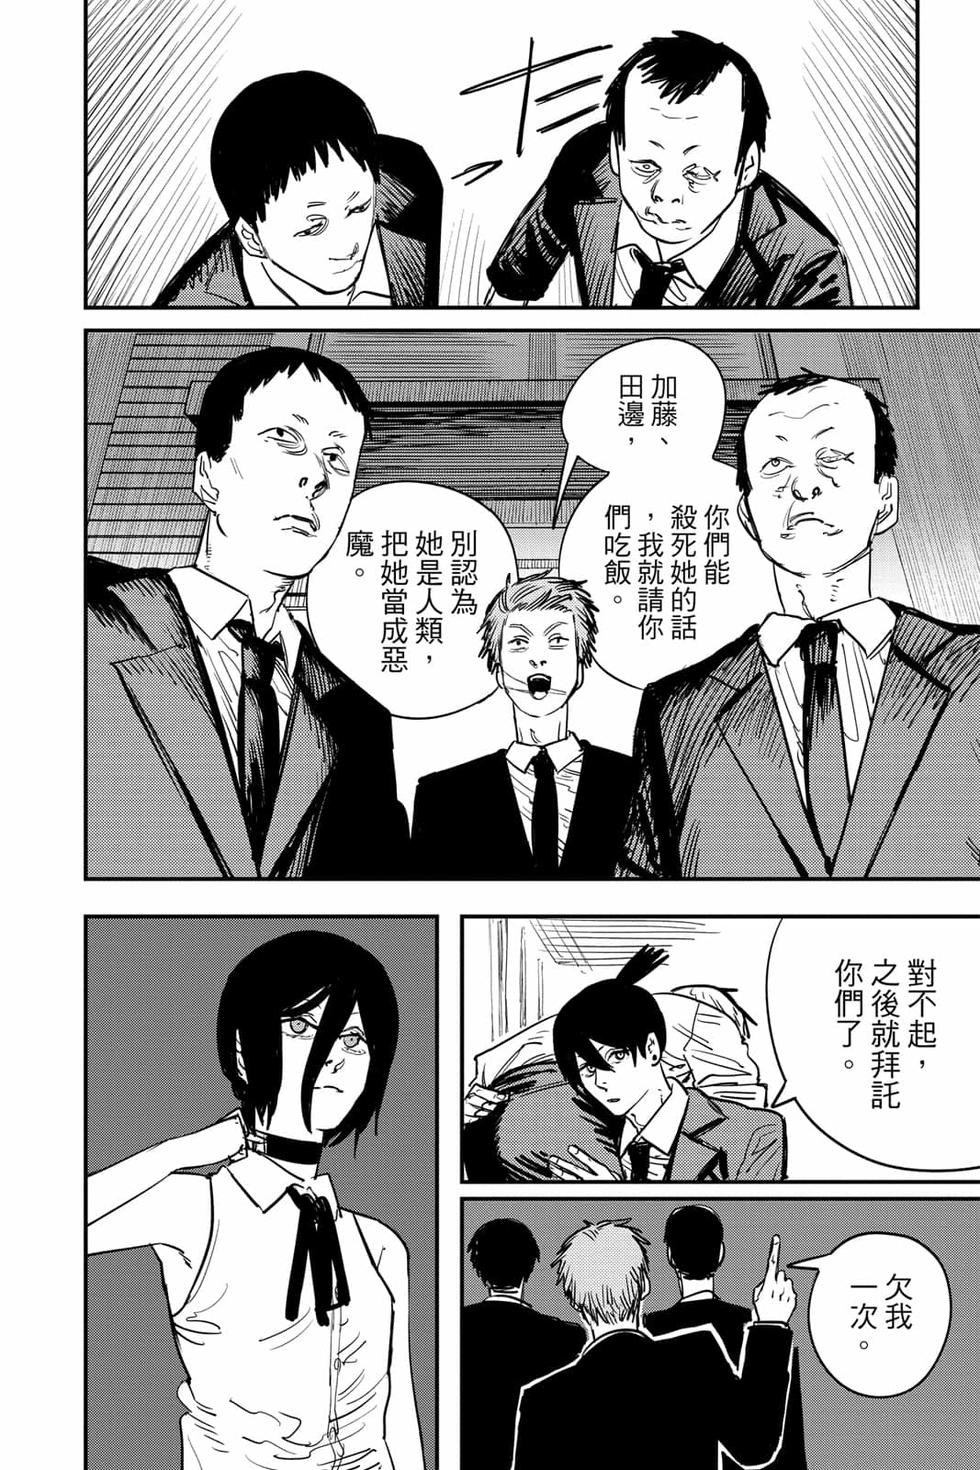 加藤、
田邊，
你們能
殺死她的話
，我就請你
們吃飯。
別認為
她是人類，
把她當成惡
魔。
對不起，
之後就拜託
你們了。
欠我
一次。